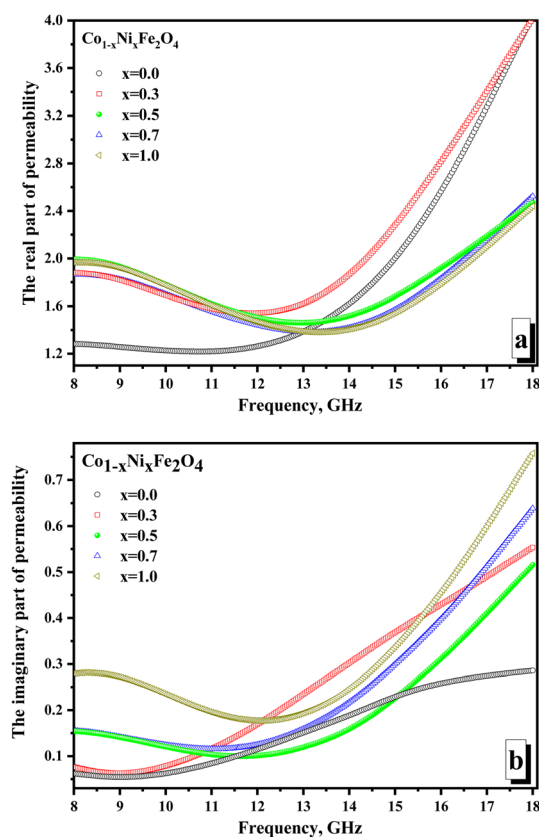 The real part of permeability
4.0
3.6
3.2
2.8
2.4
2.0
1.6
1.2
Co1-xNixFe2O4
x=0.0
x=0.3
x=0.5
x=0.7
x=1.0
a
8 9 10 11 12 13 14 15 16 17 18
Frequency, GHz
The imaginary part of permeability
0.7
0.6
0.5
0.4
0.3
0.2
0.1
Co1-xNixFe2O4
x=0.0
x=0.3
x=0.5
x=0.7
x=1.0
b
8 9 10 11 12 13 14 15 16 17 18
Frequency, GHz